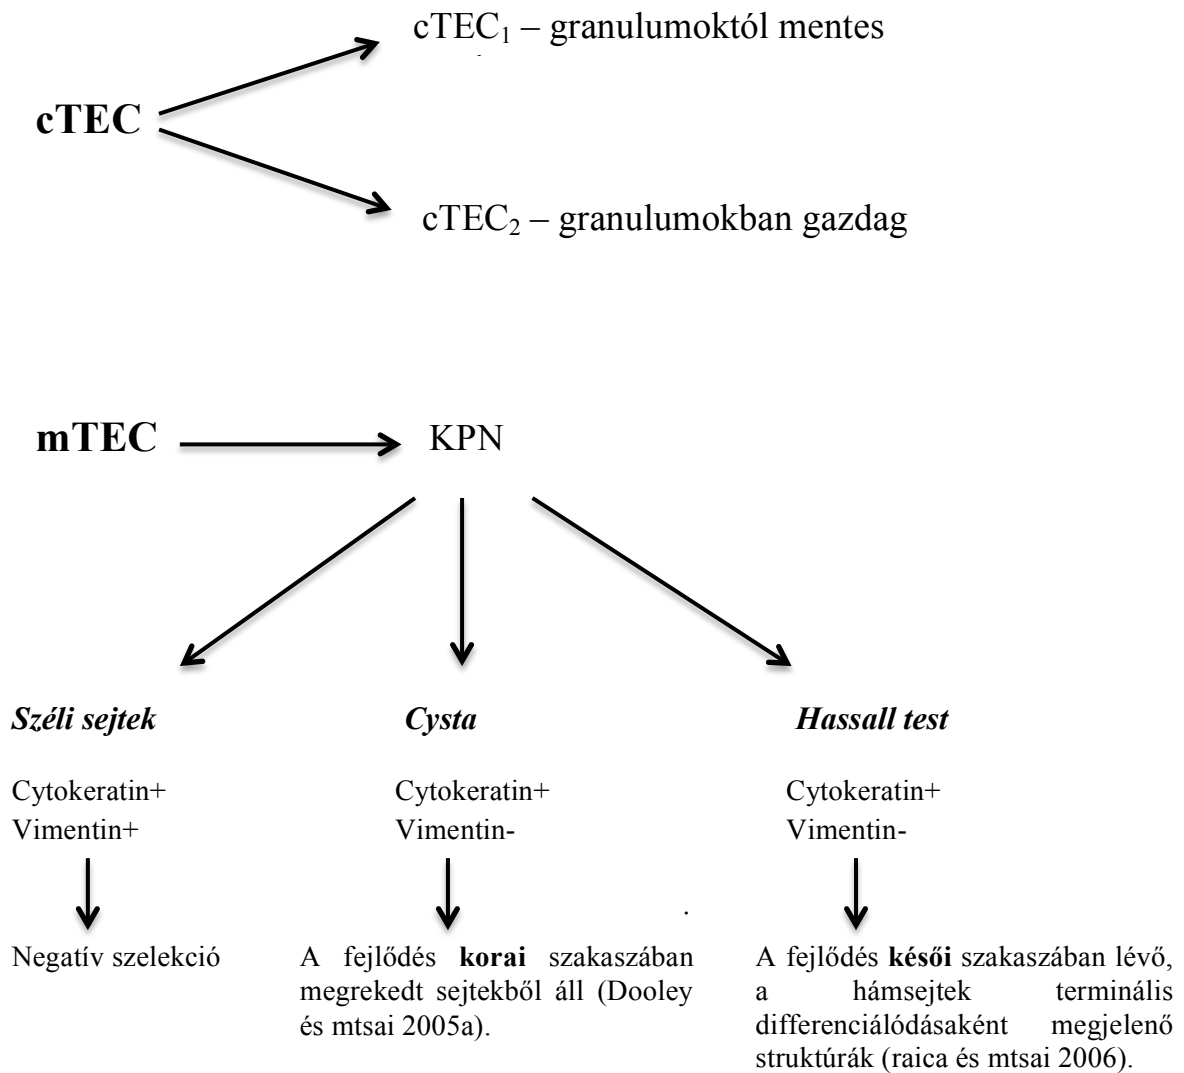 cTEC₁ – granulumoktól mentes
cTEC
cTEC₂ – granulumokban gazdag
mTEC
KPN
Széli sejtek
Cytokeratin+
Vimentin+
Negatív szelekció
Cysta
Cytokeratin+
Vimentin-
.
A fejlődés korai szakaszában
megrekedt sejtekből áll (Dooley
és mtsai 2005a).
Hassall test
Cytokeratin+
Vimentin-
A fejlődés késői szakaszában lévő,
a hámsejtek terminális
differenciálódásaként megjelenő
struktúrák (raica és mtsai 2006).